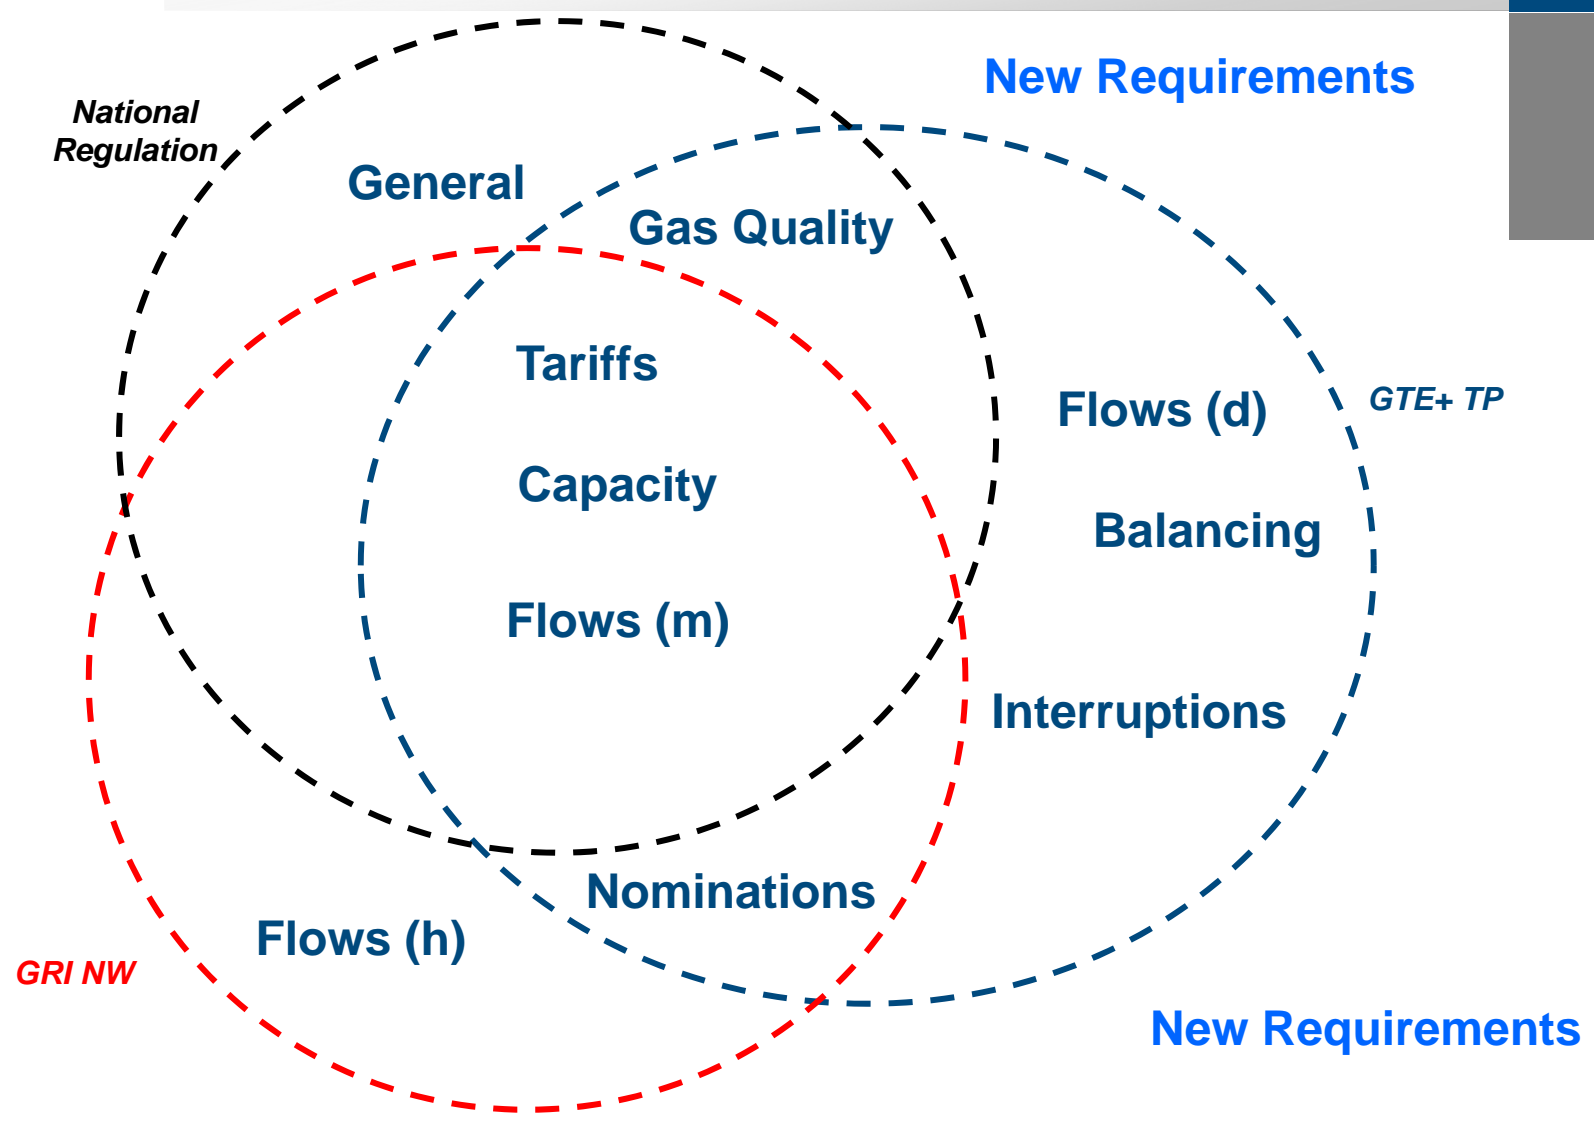 New Requirements
National
Regulation
General
Gas Quality
Tariffs
Flows (d)
GTE+ TP
Capacity
Balancing
Flows (m)
Interruptions
Nominations
Flows (h)
GRI NW
New Requirements